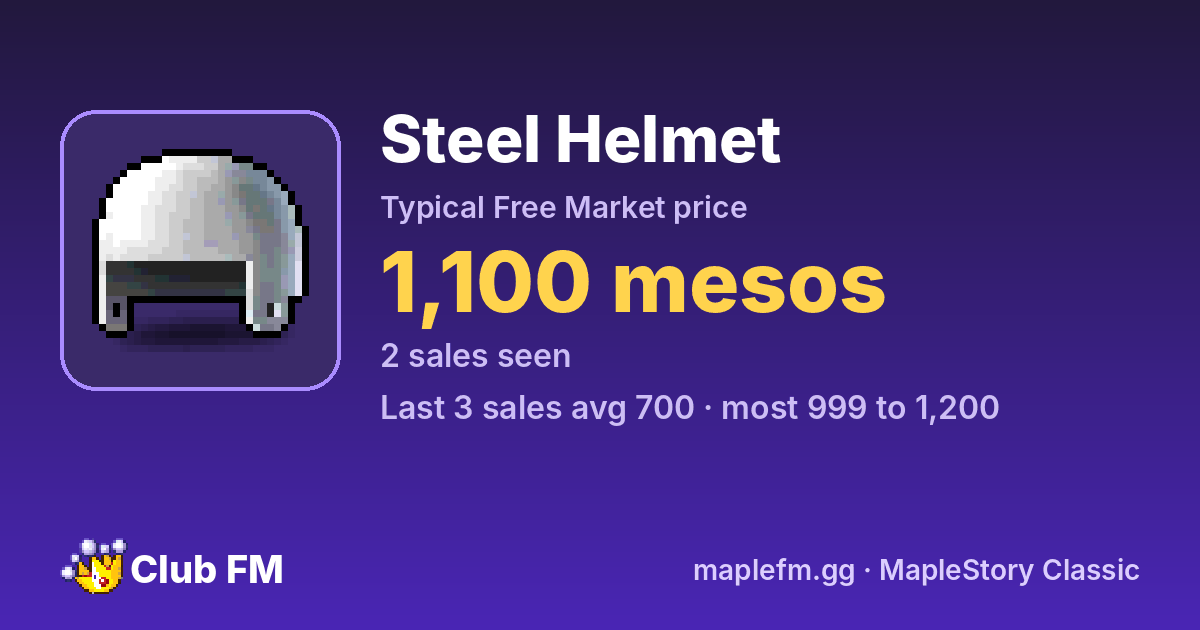 Steel Helmet
Typical Free Market price
1,100 mesos
2 sales seen
Last 3 sales avg 700 · most 999 to 1,200
Club FM
maplefm.gg · MapleStory Classic